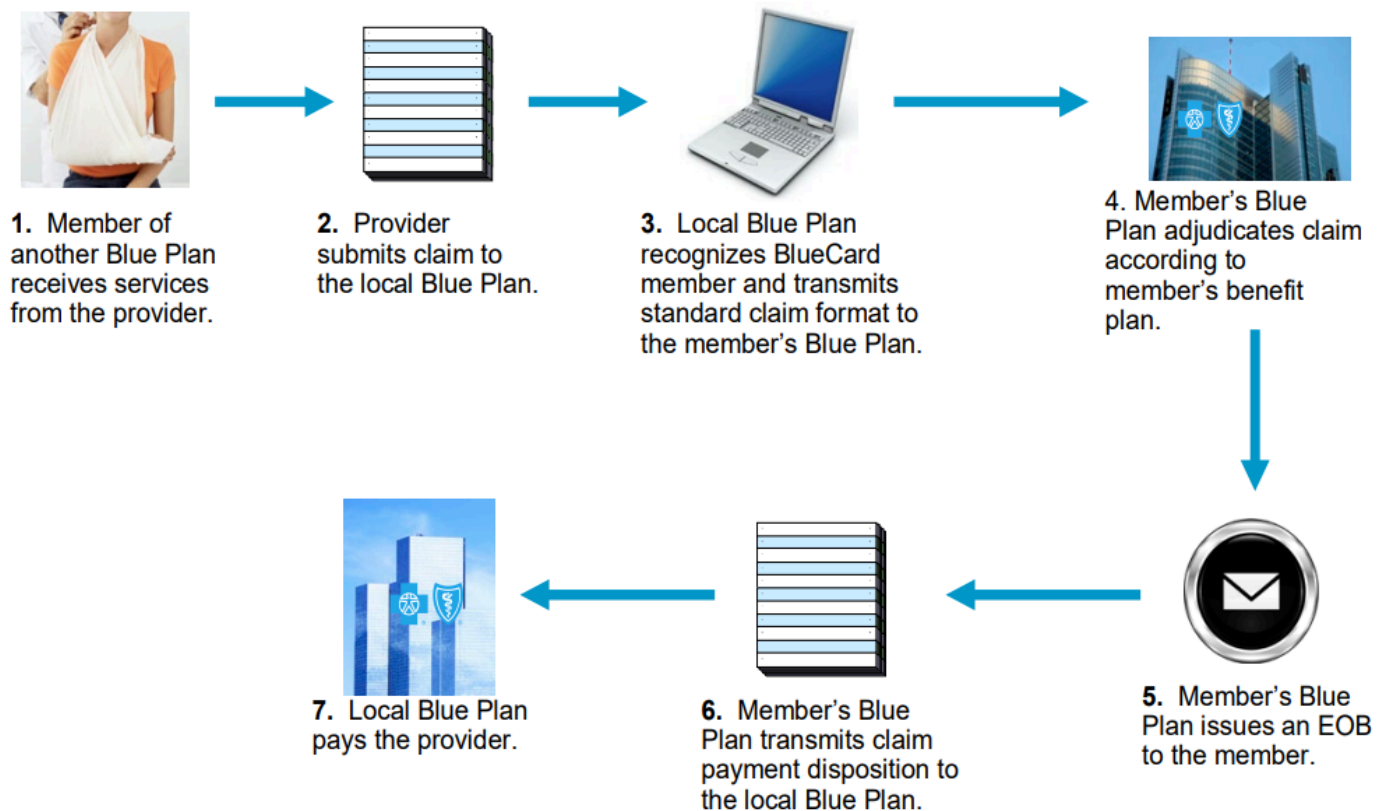 1. Member of
another Blue Plan
receives services
from the provider.
2. Provider
submits claim to
the local Blue Plan.
3. Local Blue Plan
recognizes BlueCard
member and transmits
standard claim format to
the member's Blue Plan.
4. Member's Blue
Plan adjudicates claim
according to
member's benefit
plan.
5. Member's Blue
Plan issues an EOB
to the member.
6. Member's Blue
Plan transmits claim
payment disposition to
the local Blue Plan.
7. Local Blue Plan
pays the provider.